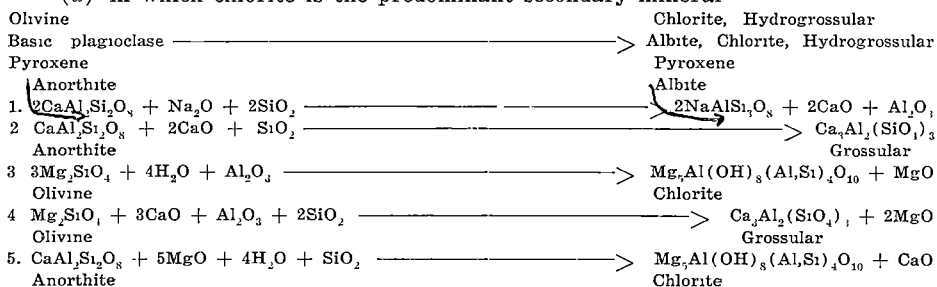 (a) in which chlorite is the predominant secondary mineral
Olivine Chlorite, Hydrogrossular
Basic plagioclase ——————> Albite, Chlorite, Hydrogrossular
Pyroxene Pyroxene
Anorthite Albite
1. 2CaAl₂Si₂O₈ + Na₂O + 2SiO₂ ——————> 2NaAlSi₃O₈ + 2CaO + Al₂O₃
2 CaAl₂Si₂O₈ + 2CaO + SiO₂ ——————> Ca₃Al₂(SiO₄)₃
Anorthite Grossular
3 3Mg₂SiO₄ + 4H₂O + Al₂O₃ ——————> Mg₅Al(OH)₈(Al,Si)₄O₁₀ + MgO
Olivine Chlorite
4 Mg₂SiO₄ + 3CaO + Al₂O₃ + 2SiO₂ ——————> Ca₃Al₂(SiO₄)₃ + 2MgO
Olivine Grossular
5. CaAl₂Si₂O₈ + 5MgO + 4H₂O + SiO₂ ——————> Mg₅Al(OH)₈(Al,Si)₄O₁₀ + CaO
Anorthite Chlorite